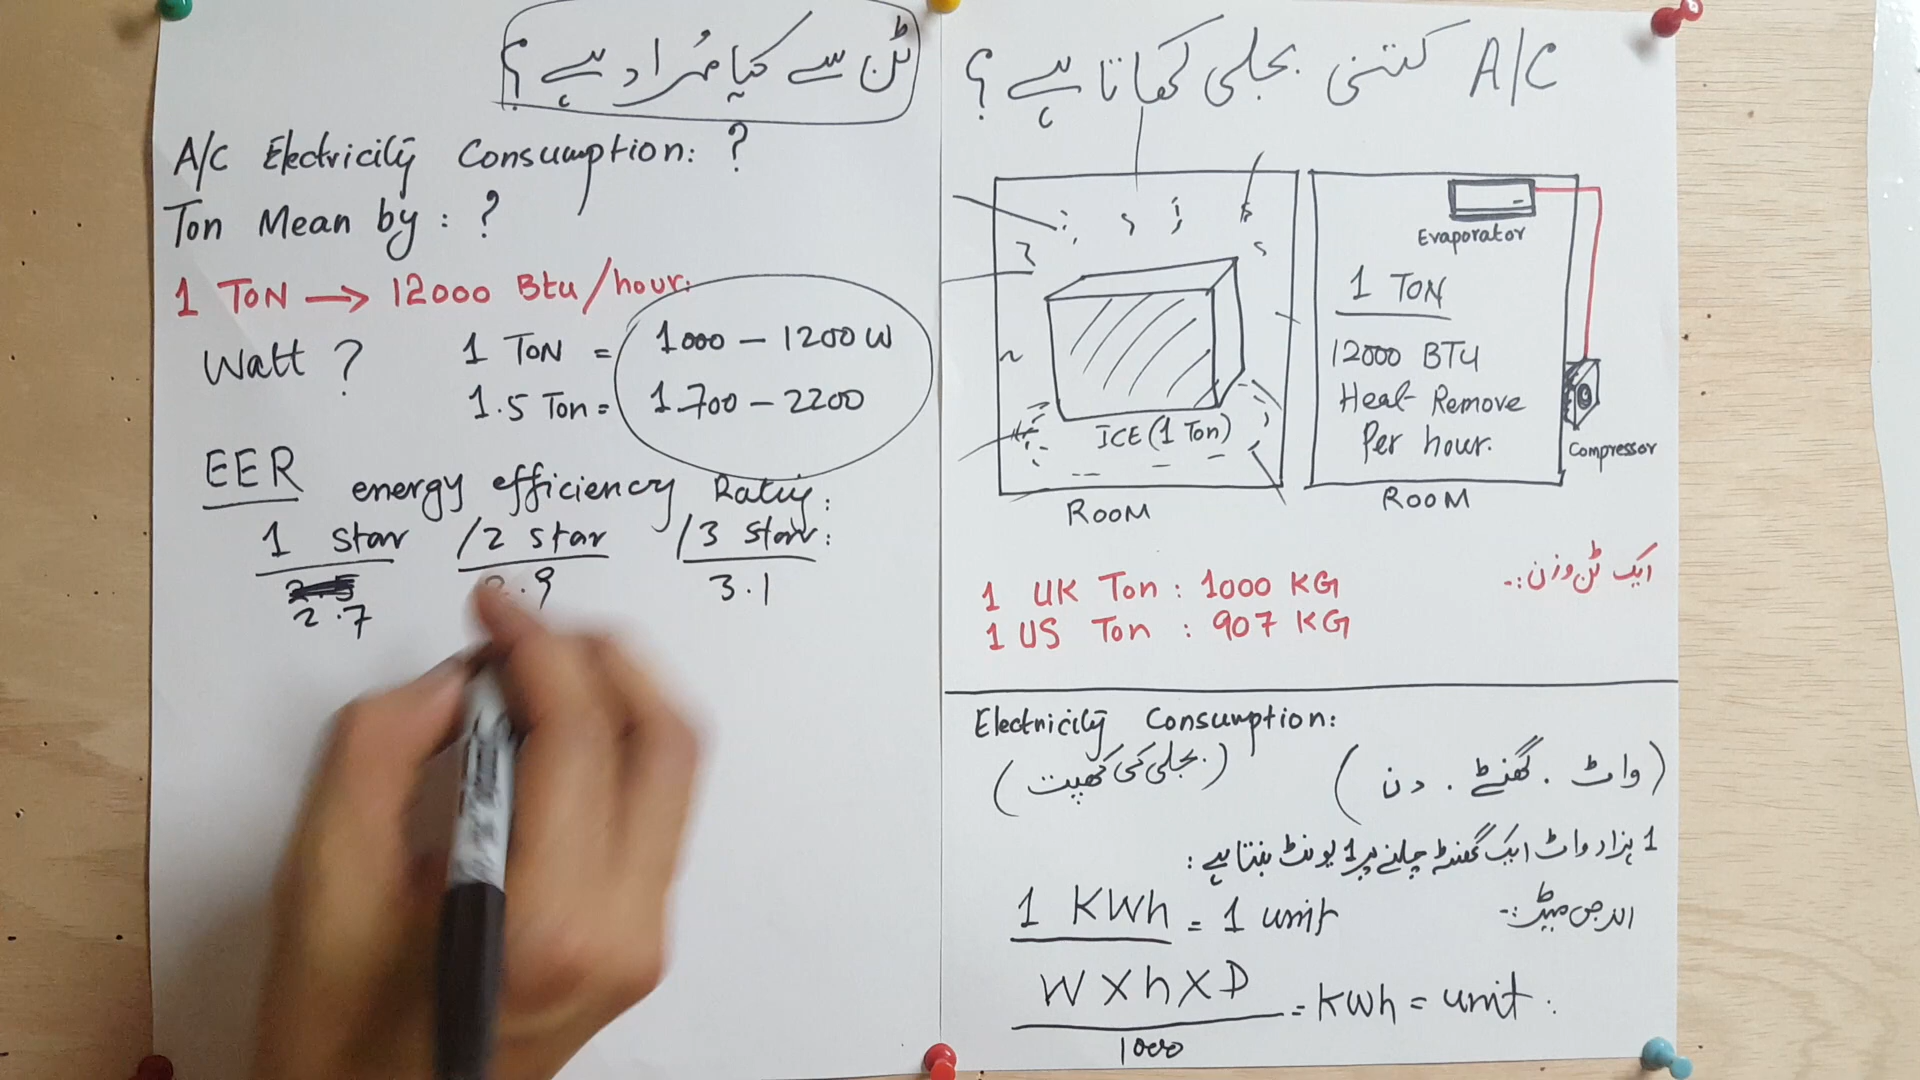 ٹن سے کیا مُراد ہے ؟
A/C Electricity Consumption: ?
Ton Mean by : ?
1 TON → 12000 Btu/hour:
Watt ?
1 TON = 1000 – 1200 W
1.5 Ton = 1700 – 2200
EER energy efficiency Rating:
1 star /2 star /3 star:
2.7 2.9 3.1
A/C کتنی بجلی کھاتا ہے ؟
ICE (1 Ton)
ROOM
Evaporator
1 TON
12000 BTU
Heat Remove
Per hour.
Compressor
ROOM
ایک ٹن وزن :-
1 UK Ton : 1000 KG
1 US Ton : 907 KG
Electricity Consumption:
(بجلی کی کھپت)
(واٹ . گھنٹے . دن)
1 ہزار واٹ ایک گھنٹہ چلنے پر 1 یونٹ بنتا ہے :
1 KWh = 1 unit
W X h X D = KWh = unit :
1000